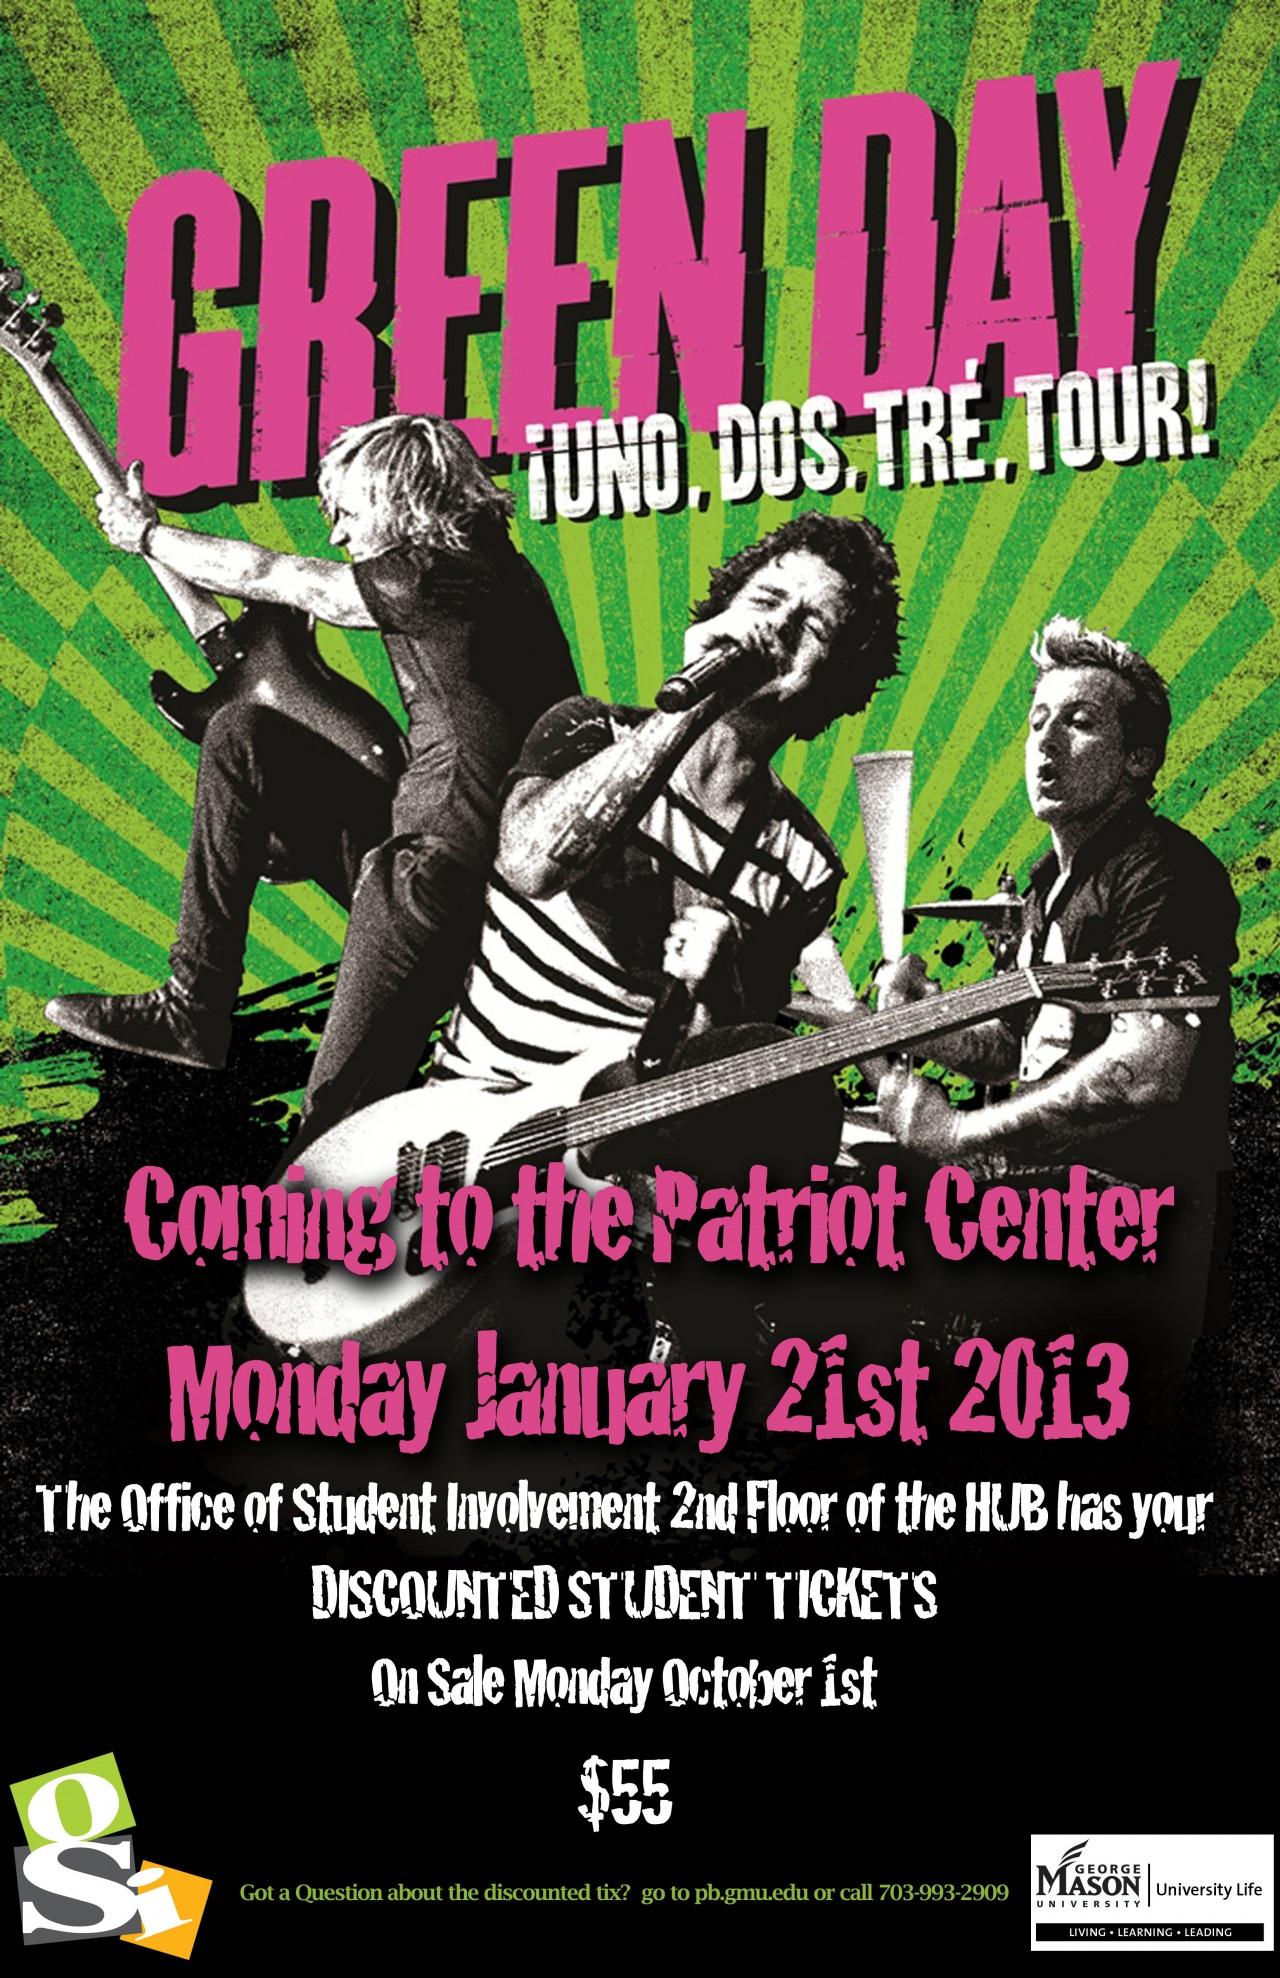 GREEN DAY
¡UNO. DOS. TRÉ. TOUR!
Coming to the Patriot Center
Monday January 21st 2013
The Office of Student Involvement 2nd Floor of the HUB has your
DISCOUNTED STUDENT TICKETS
On Sale Monday October 1st
$55
osi
Got a Question about the discounted tix? go to pb.gmu.edu or call 703-993-2909
GEORGE
MASON
UNIVERSITY
University Life
LIVING • LEARNING • LEADING